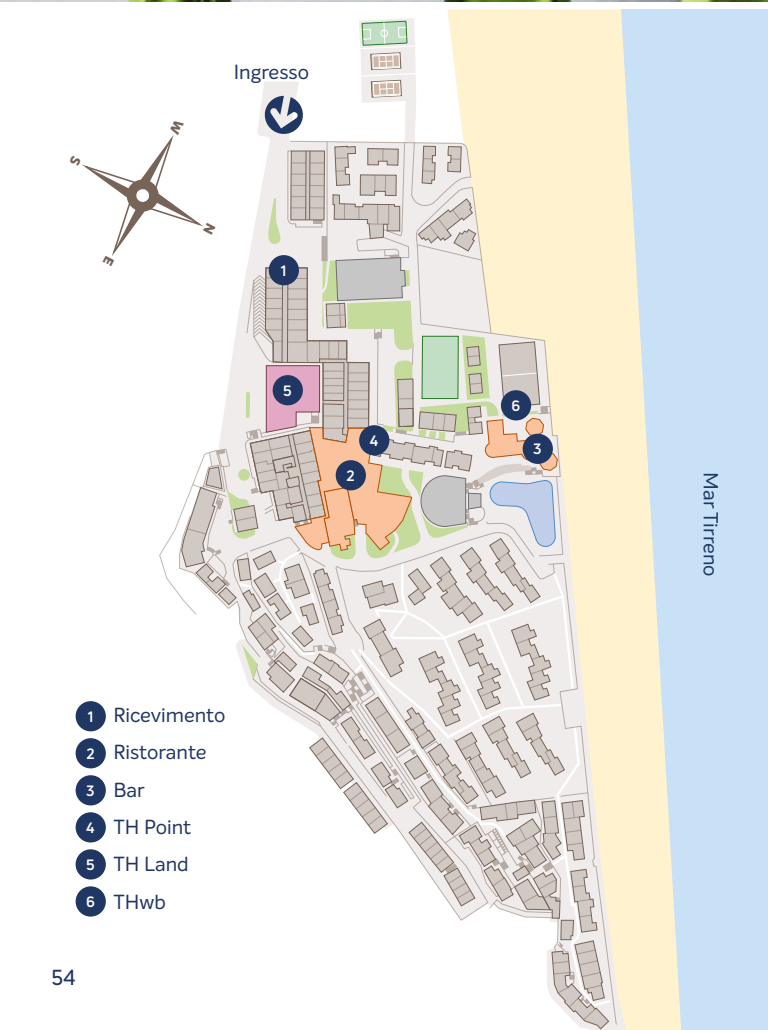 Ingresso
W
S
N
E
1
5
6
4
3
2
Mar Tirreno
1 Ricevimento
2 Ristorante
3 Bar
4 TH Point
5 TH Land
6 THwb
54